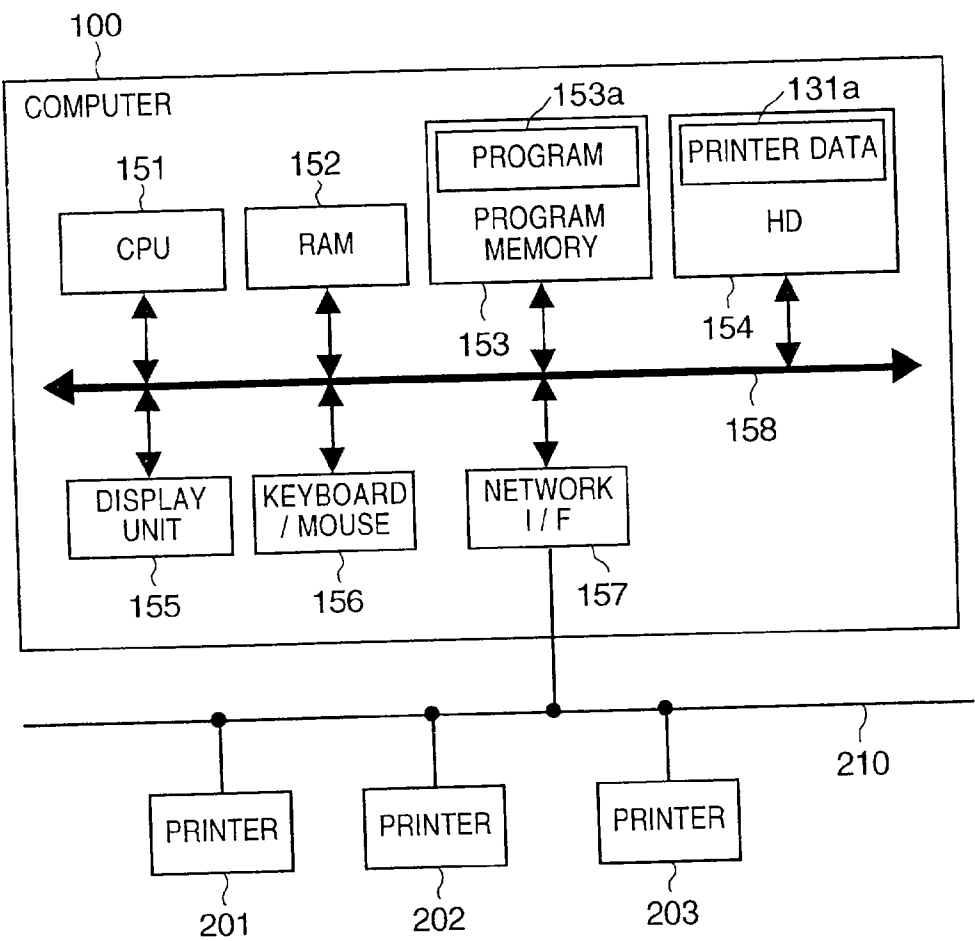 100
COMPUTER
151
CPU
152
RAM
153a
PROGRAM
PROGRAM
MEMORY
153
131a
PRINTER DATA
HD
154
158
DISPLAY
UNIT
155
KEYBOARD
/ MOUSE
156
NETWORK
I / F
157
210
PRINTER
201
PRINTER
202
PRINTER
203